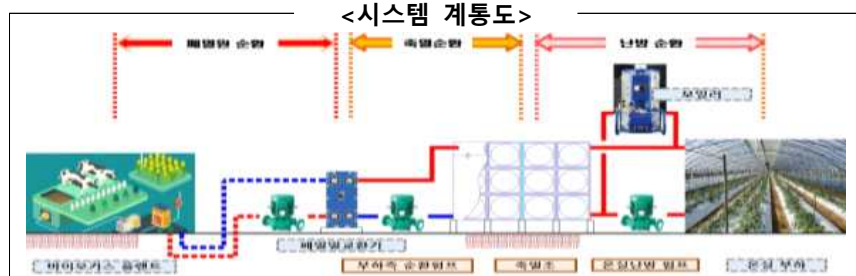 <시스템 계통도>
폐열원 순환
축열순환
난방 순환
보일러
바이오가스 플랜트
폐열열교환기
부하측 순환펌프
축열조
온실난방 펌프
온실 부하